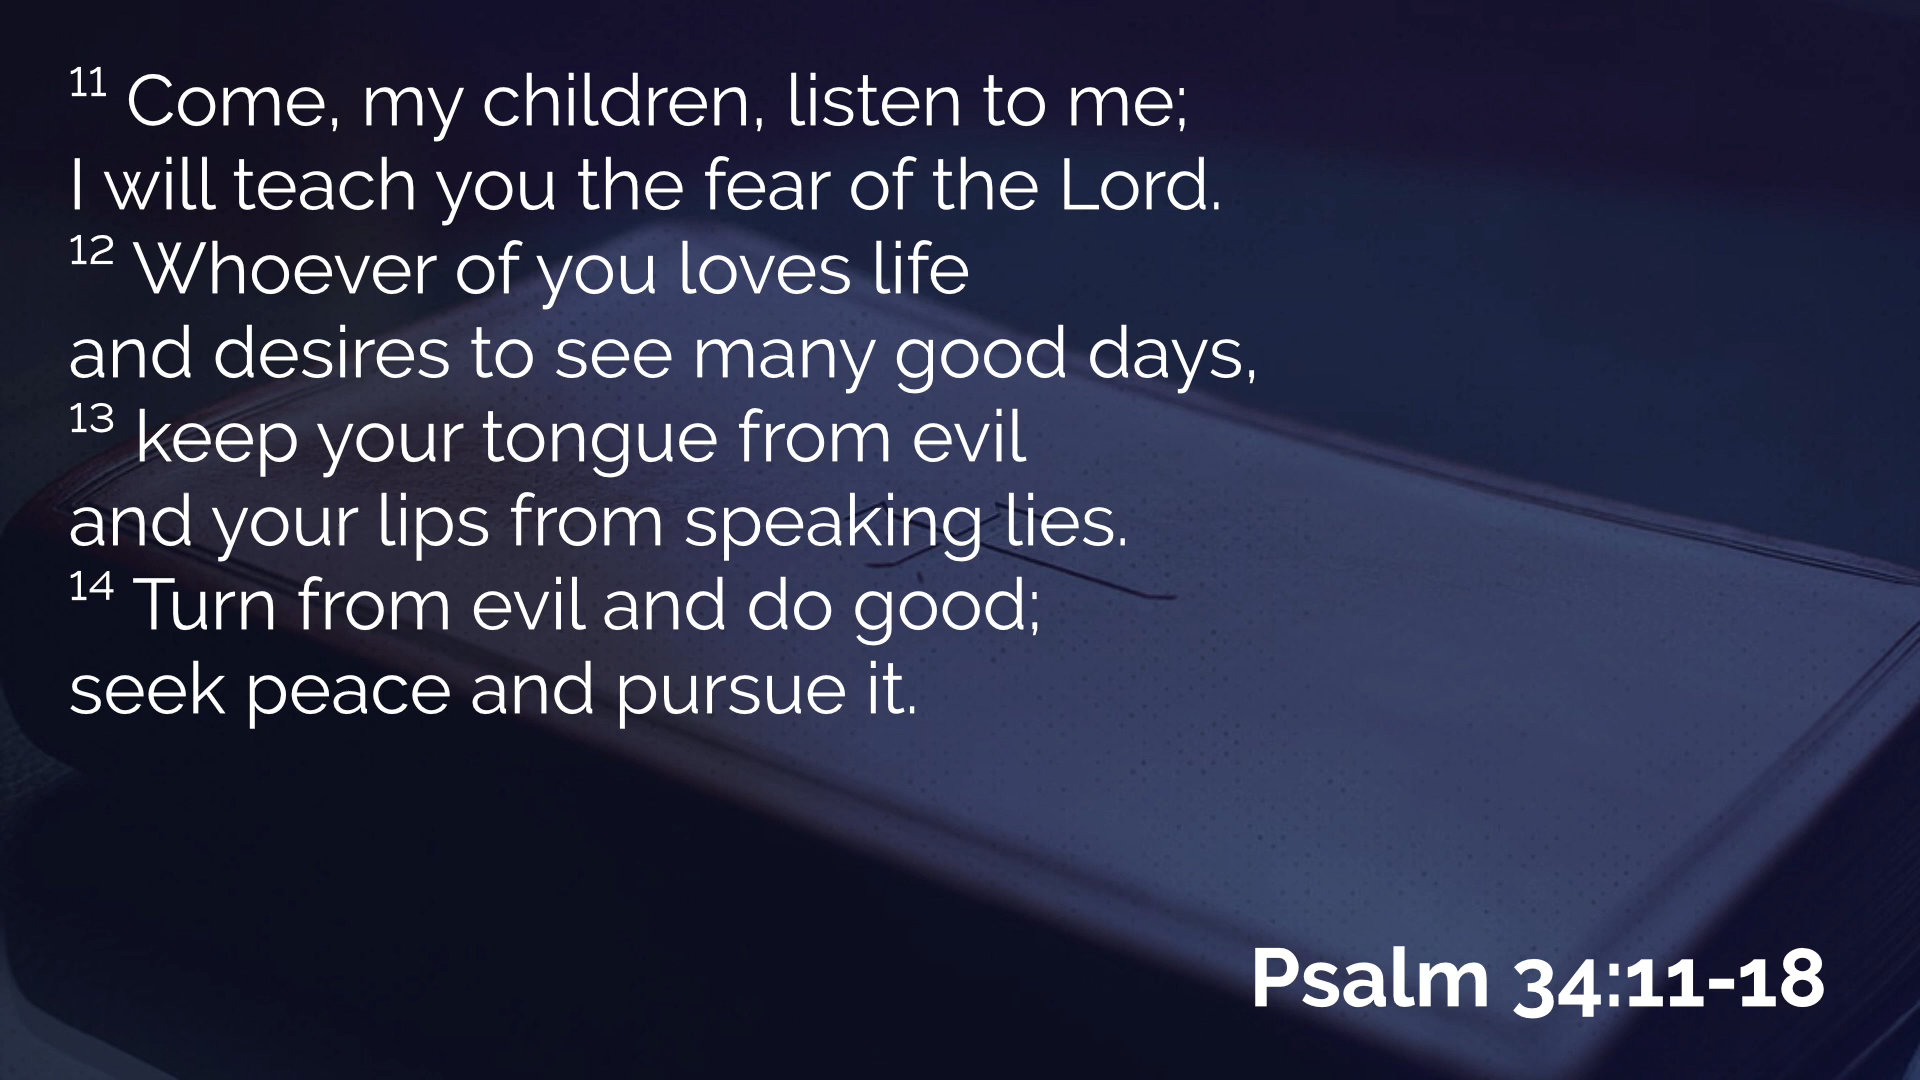 11 Come, my children, listen to me;
I will teach you the fear of the Lord.
12 Whoever of you loves life
and desires to see many good days,
13 keep your tongue from evil
and your lips from speaking lies.
14 Turn from evil and do good;
seek peace and pursue it.
Psalm 34:11-18